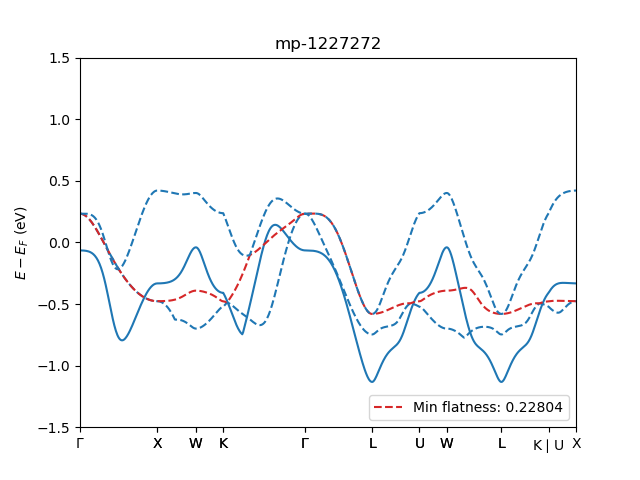 mp-1227272
1.5
1.0
0.5
0.0
−0.5
−1.0
−1.5
E − E_F (eV)
Min flatness: 0.22804
Γ X W K Γ L U W L K | U X